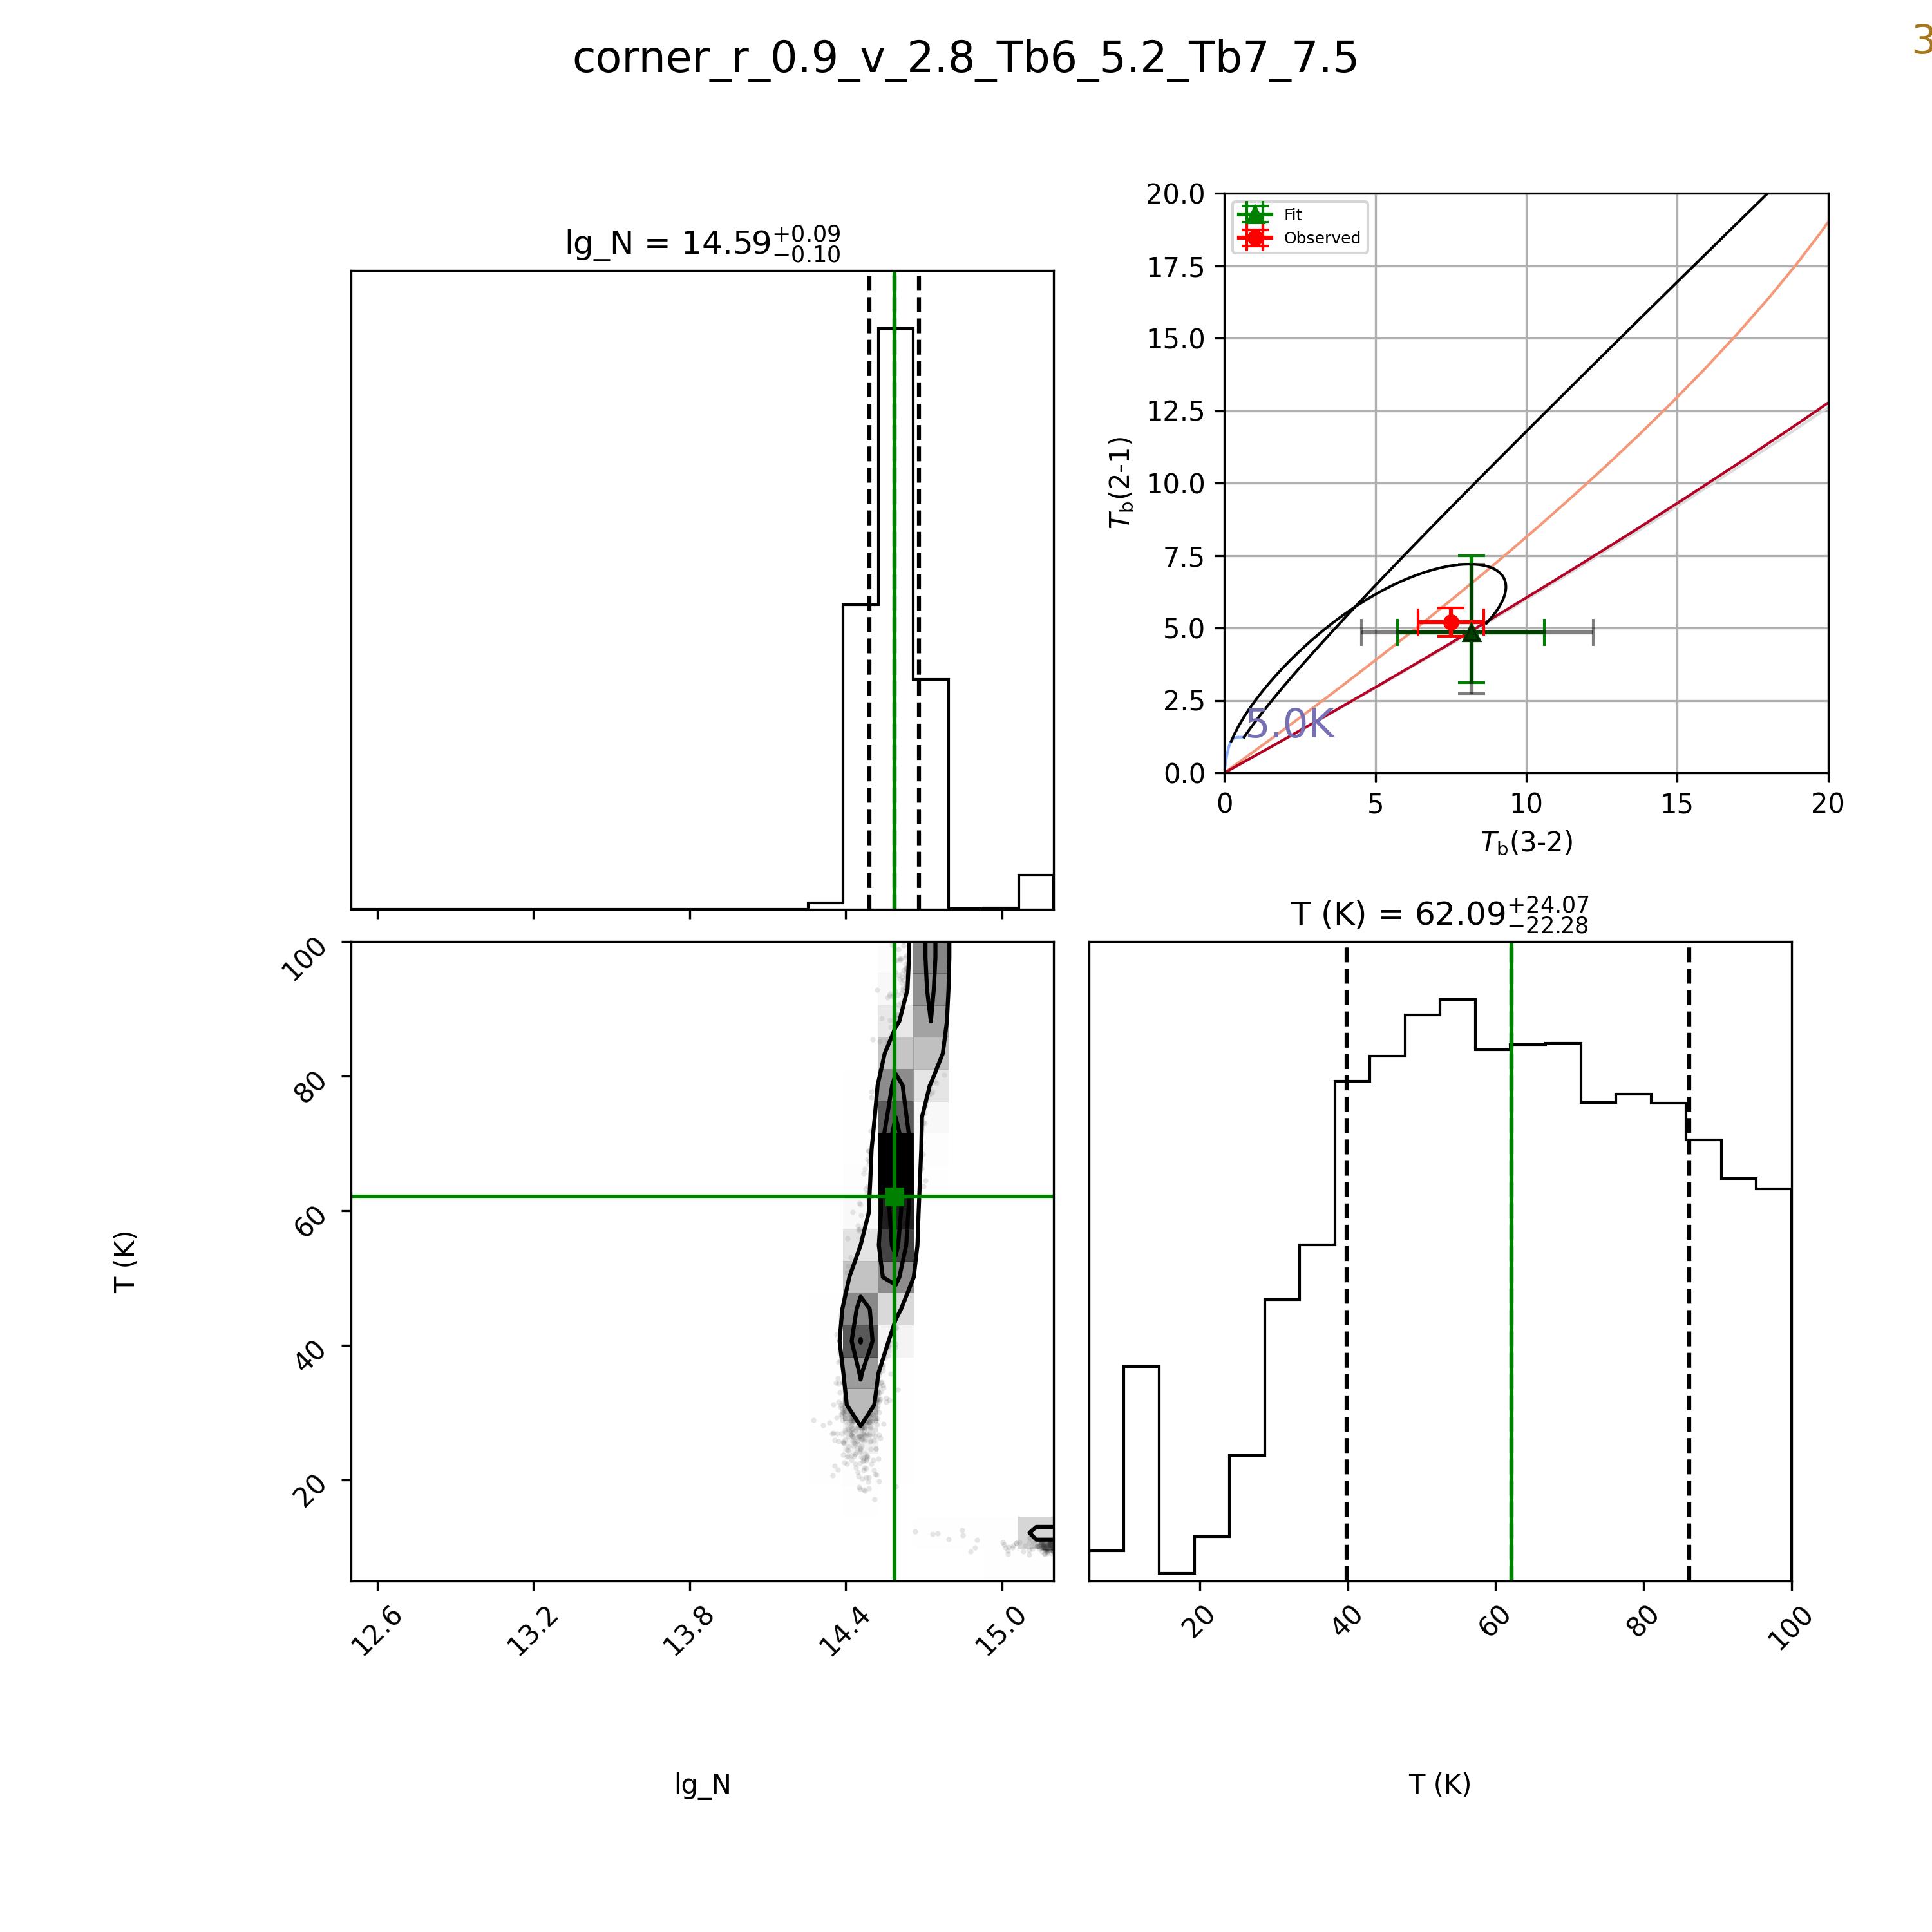 corner_r_0.9_v_2.8_Tb6_5.2_Tb7_7.5
3
lg_N = 14.59 +0.09 −0.10
20.0
17.5
15.0
12.5
10.0
7.5
5.0
2.5
0.0
Tb(2-1)
Fit
Observed
5.0K
0 5 10 15 20
Tb(3-2)
T (K) = 62.09 +24.07 −22.28
100
80
60
40
20
T (K)
12.6 13.2 13.8 14.4 15.0
lg_N
20 40 60 80 100
T (K)